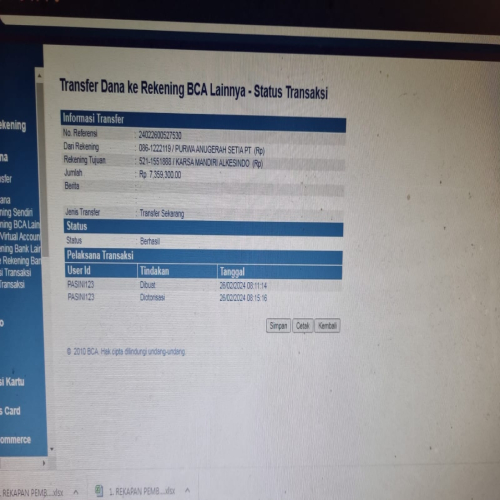 Transfer Dana ke Rekening BCA Lainnya - Status Transaksi
Informasi Transfer
No. Referensi : 24022600527530
Dari Rekening : 086-1222119 / PURWA ANUGERAH SETIA PT (Rp)
Rekening Tujuan : 521-1551888 / KARSA MANDIRI ALKESINDO (Rp)
Jumlah : Rp. 7,359,300.00
Berita
Jenis Transfer : Transfer Sekarang
Status
Status : Berhasil
Pelaksana Transaksi
User Id Tindakan Tanggal
PASINI123 Dibuat 26/02/2024 08:11:14
PASINI123 Diotorisasi 26/02/2024 08:15:16
Simpan Cetak Kembali
© 2010 BCA. Hak cipta dilindungi undang-undang.
ekening
na
sfer
ana
ning Sendiri
ning BCA Lain
Virtual Accoun
ning Bank Lain
e Rekening Ban
si Transaksi
Transaksi
o
si Kartu
s Card
ommerce
REKAPAN PEMB....xlsx
1. REKAPAN PEMB....xlsx